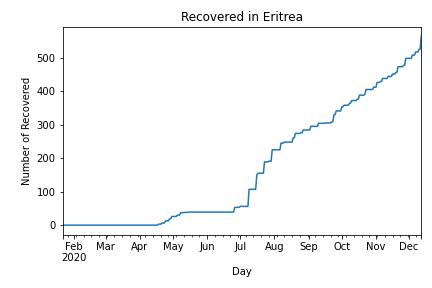 Recovered in Eritrea
Number of Recovered
500
400
300
200
100
0
Feb Mar Apr May Jun Jul Aug Sep Oct Nov Dec
2020
Day